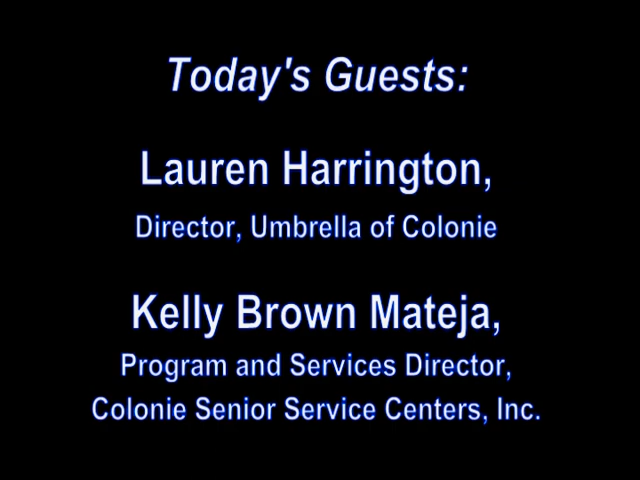 Today's Guests:
Lauren Harrington,
Director, Umbrella of Colonie
Kelly Brown Mateja,
Program and Services Director,
Colonie Senior Service Centers, Inc.